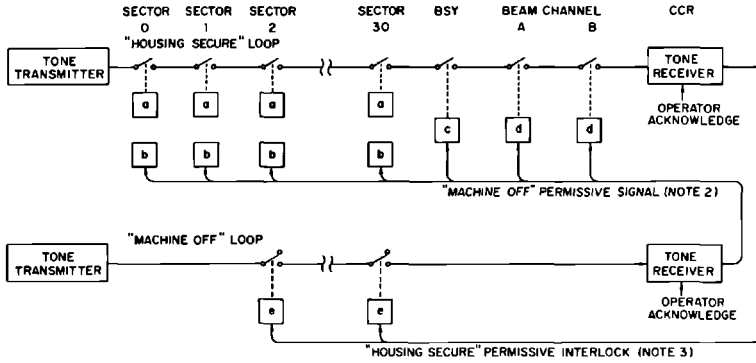 SECTOR 0
SECTOR 1
SECTOR 2
SECTOR 30
BSY
BEAM CHANNEL
A B
CCR
"HOUSING SECURE" LOOP
TONE TRANSMITTER
TONE RECEIVER
a a a a
OPERATOR ACKNOWLEDGE
c d d
b b b b
"MACHINE OFF" PERMISSIVE SIGNAL (NOTE 2)
"MACHINE OFF" LOOP
TONE TRANSMITTER
TONE RECEIVER
e e
OPERATOR ACKNOWLEDGE
"HOUSING SECURE" PERMISSIVE INTERLOCK (NOTE 3)